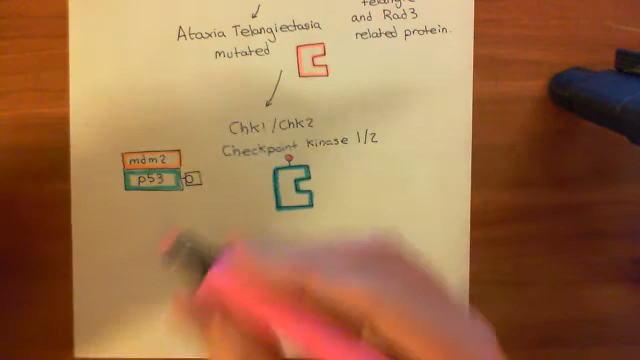 and Rad3
related protein.
Ataxia Telangiectasia
mutated
Chk1/Chk2
Checkpoint Kinase 1/2
mdm2
p53